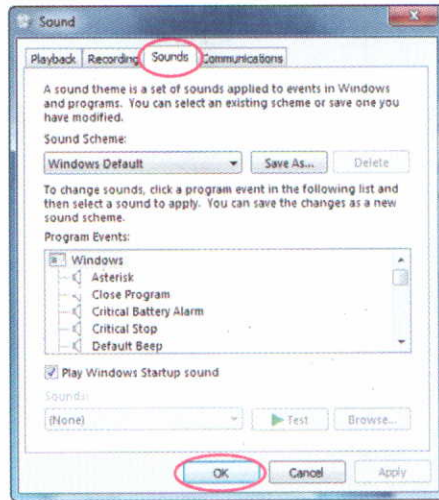 Sound
Playback Recording Sounds Communications
A sound theme is a set of sounds applied to events in Windows
and programs. You can select an existing scheme or save one you
have modified.
Sound Scheme:
Windows Default Save As... Delete
To change sounds, click a program event in the following list and
then select a sound to apply. You can save the changes as a new
sound scheme.
Program Events:
Windows
Asterisk
Close Program
Critical Battery Alarm
Critical Stop
Default Beep
Play Windows Startup sound
Sounds:
(None) Test Browse...
OK Cancel Apply